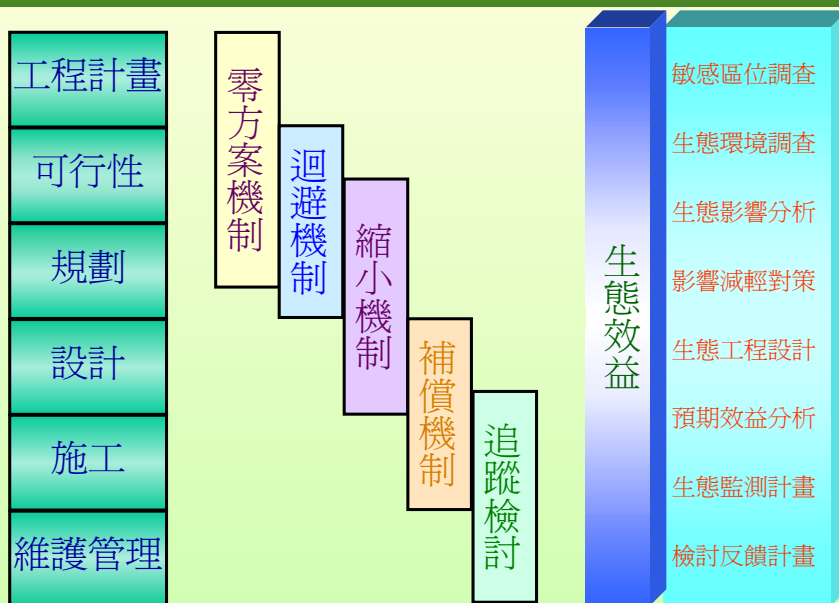 工程計畫
可行性
規劃
設計
施工
維護管理
零方案機制
迴避機制
縮小機制
補償機制
追蹤檢討
生態效益
敏感區位調查
生態環境調查
生態影響分析
影響減輕對策
生態工程設計
預期效益分析
生態監測計畫
檢討反饋計畫